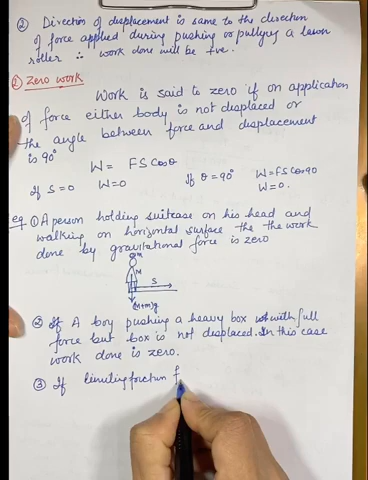 ② Direction of displacement is same to the direction
of force applied during pushing or pullying a lawn
roller ∴ work done will be +ve.
② Zero work
Work is said to zero if on application
of force either body is not displaced or
the angle between force and displacement
is 90°
W = FS Cosθ
If S = 0 W=0 If θ = 90° W=FS Cos90
W=0.
eg ① A person holding suitcase on his head and
walking on horizontal surface the the work
done by gravitational force is zero
m
M
S
(M+m)g
② If A boy pushing a heavy box with full
force but box is not displaced. In this case
work done is zero.
③ If limiting friction f